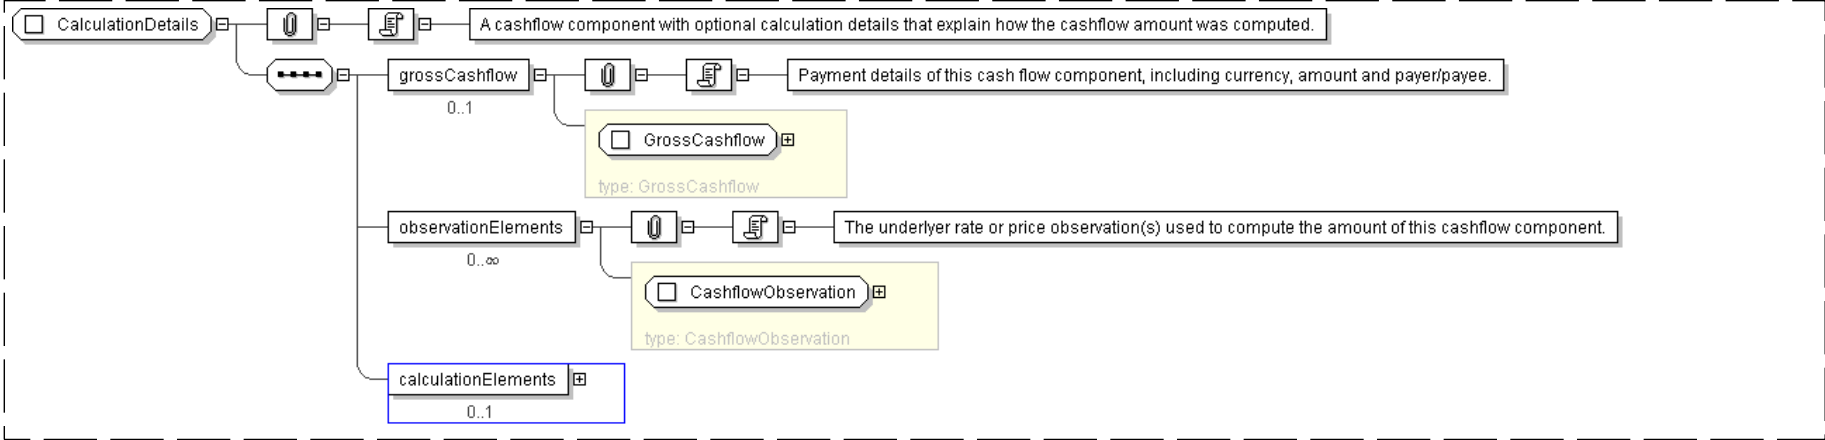 CalculationDetails
A cashflow component with optional calculation details that explain how the cashflow amount was computed.
grossCashflow
Payment details of this cash flow component, including currency, amount and payer/payee.
0..1
GrossCashflow
type: GrossCashflow
observationElements
The underlyer rate or price observation(s) used to compute the amount of this cashflow component.
0..∞
CashflowObservation
type: CashflowObservation
calculationElements
0..1